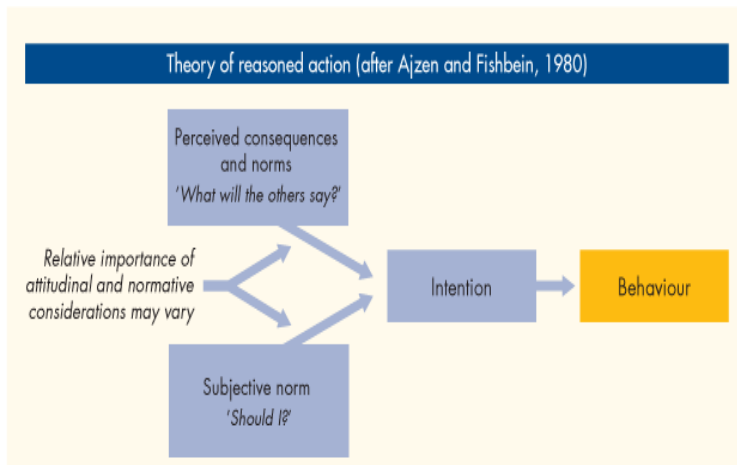 Theory of reasoned action (after Ajzen and Fishbein, 1980)
Perceived consequences
and norms
'What will the others say?'
Relative importance of
attitudinal and normative
considerations may vary
Intention
Behaviour
Subjective norm
'Should I?'